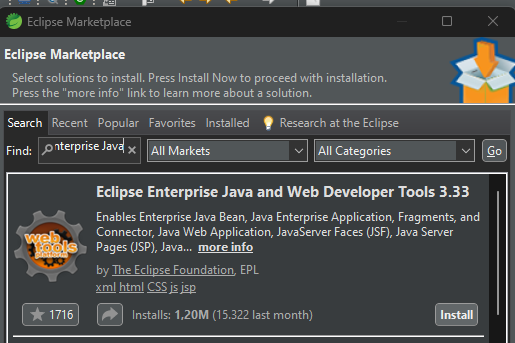 Eclipse Marketplace
Eclipse Marketplace
Select solutions to install. Press Install Now to proceed with installation.
Press the "more info" link to learn more about a solution.
Search Recent Popular Favorites Installed Research at the Eclipse
Find: nterprise Java All Markets All Categories Go
Eclipse Enterprise Java and Web Developer Tools 3.33
Enables Enterprise Java Bean, Java Enterprise Application, Fragments, and
Connector, Java Web Application, JavaServer Faces (JSF), Java Server
Pages (JSP), Java... more info
web
tools
platform
by The Eclipse Foundation, EPL
xml html CSS js jsp
1716 Installs: 1,20M (15.322 last month) Install